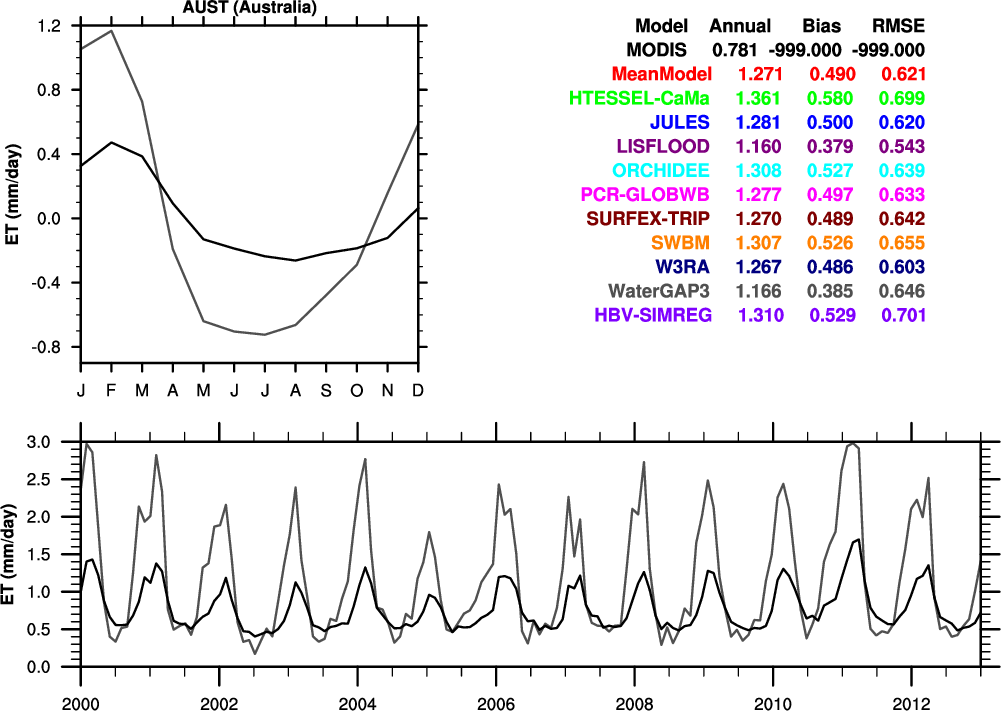 AUST (Australia)
1.2
0.8
0.4
0.0
-0.4
-0.8
ET (mm/day)
J F M A M J J A S O N D
Model Annual Bias RMSE
MODIS 0.781 -999.000 -999.000
MeanModel 1.271 0.490 0.621
HTESSEL-CaMa 1.361 0.580 0.699
JULES 1.281 0.500 0.620
LISFLOOD 1.160 0.379 0.543
ORCHIDEE 1.308 0.527 0.639
PCR-GLOBWB 1.277 0.497 0.633
SURFEX-TRIP 1.270 0.489 0.642
SWBM 1.307 0.526 0.655
W3RA 1.267 0.486 0.603
WaterGAP3 1.166 0.385 0.646
HBV-SIMREG 1.310 0.529 0.701
3.0
2.5
2.0
1.5
1.0
0.5
0.0
ET (mm/day)
2000 2002 2004 2006 2008 2010 2012